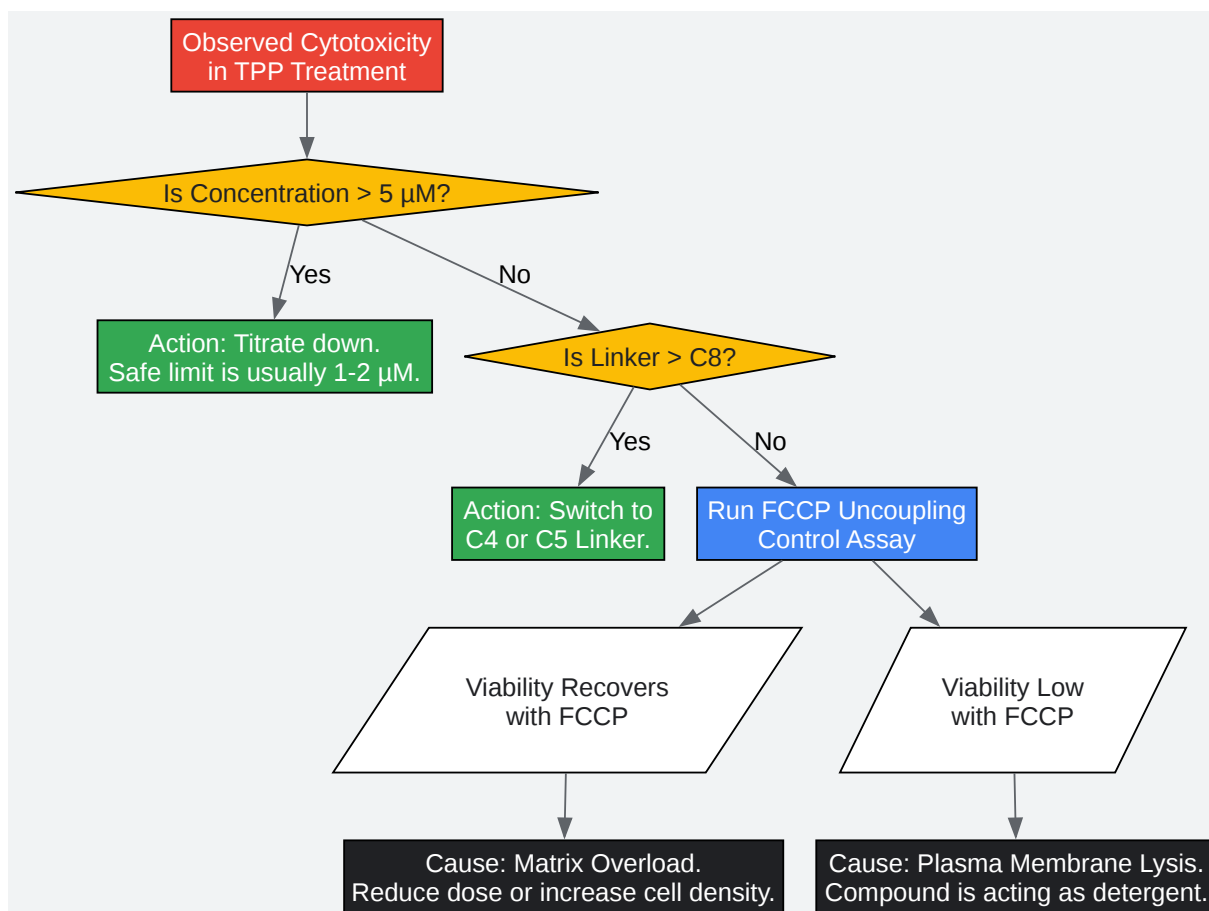 Observed Cytotoxicity
in TPP Treatment
Is Concentration > 5 µM?
Yes
No
Action: Titrate down.
Safe limit is usually 1-2 µM.
Is Linker > C8?
Yes
No
Action: Switch to
C4 or C5 Linker.
Run FCCP Uncoupling
Control Assay
Viability Recovers
with FCCP
Viability Low
with FCCP
Cause: Matrix Overload.
Reduce dose or increase cell density.
Cause: Plasma Membrane Lysis.
Compound is acting as detergent.